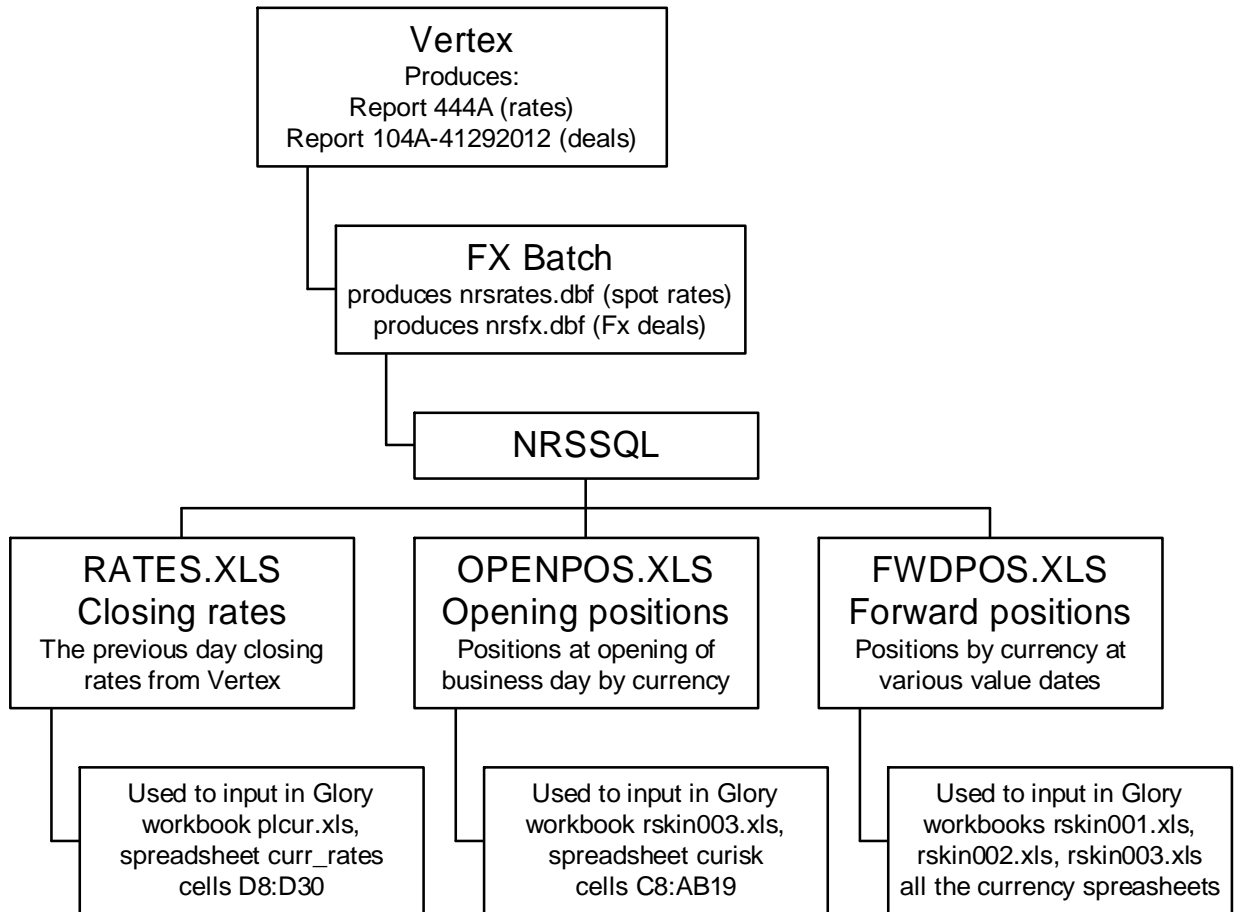 Vertex
Produces:
Report 444A (rates)
Report 104A-41292012 (deals)
FX Batch
produces nrsrates.dbf (spot rates)
produces nrsfx.dbf (Fx deals)
NRSSQL
RATES.XLS
Closing rates
The previous day closing
rates from Vertex
OPENPOS.XLS
Opening positions
Positions at opening of
business day by currency
FWDPOS.XLS
Forward positions
Positions by currency at
various value dates
Used to input in Glory
workbook plcur.xls,
spreadsheet curr_rates
cells D8:D30
Used to input in Glory
workbook rskin003.xls,
spreadsheet curisk
cells C8:AB19
Used to input in Glory
workbooks rskin001.xls,
rskin002.xls, rskin003.xls
all the currency spreasheets